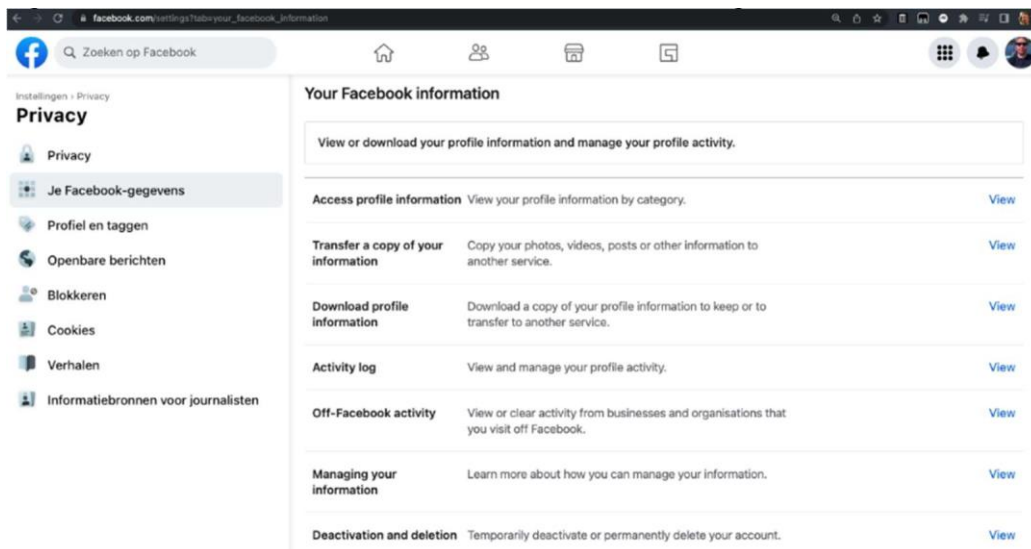 facebook.com/settings?tab=your_facebook_information
Zoeken op Facebook
Instellingen › Privacy
Privacy
Privacy
Je Facebook-gegevens
Profiel en taggen
Openbare berichten
Blokkeren
Cookies
Verhalen
Informatiebronnen voor journalisten
Your Facebook information
View or download your profile information and manage your profile activity.
Access profile information View your profile information by category. View
Transfer a copy of your information Copy your photos, videos, posts or other information to another service. View
Download profile information Download a copy of your profile information to keep or to transfer to another service. View
Activity log View and manage your profile activity. View
Off-Facebook activity View or clear activity from businesses and organisations that you visit off Facebook. View
Managing your information Learn more about how you can manage your information. View
Deactivation and deletion Temporarily deactivate or permanently delete your account. View